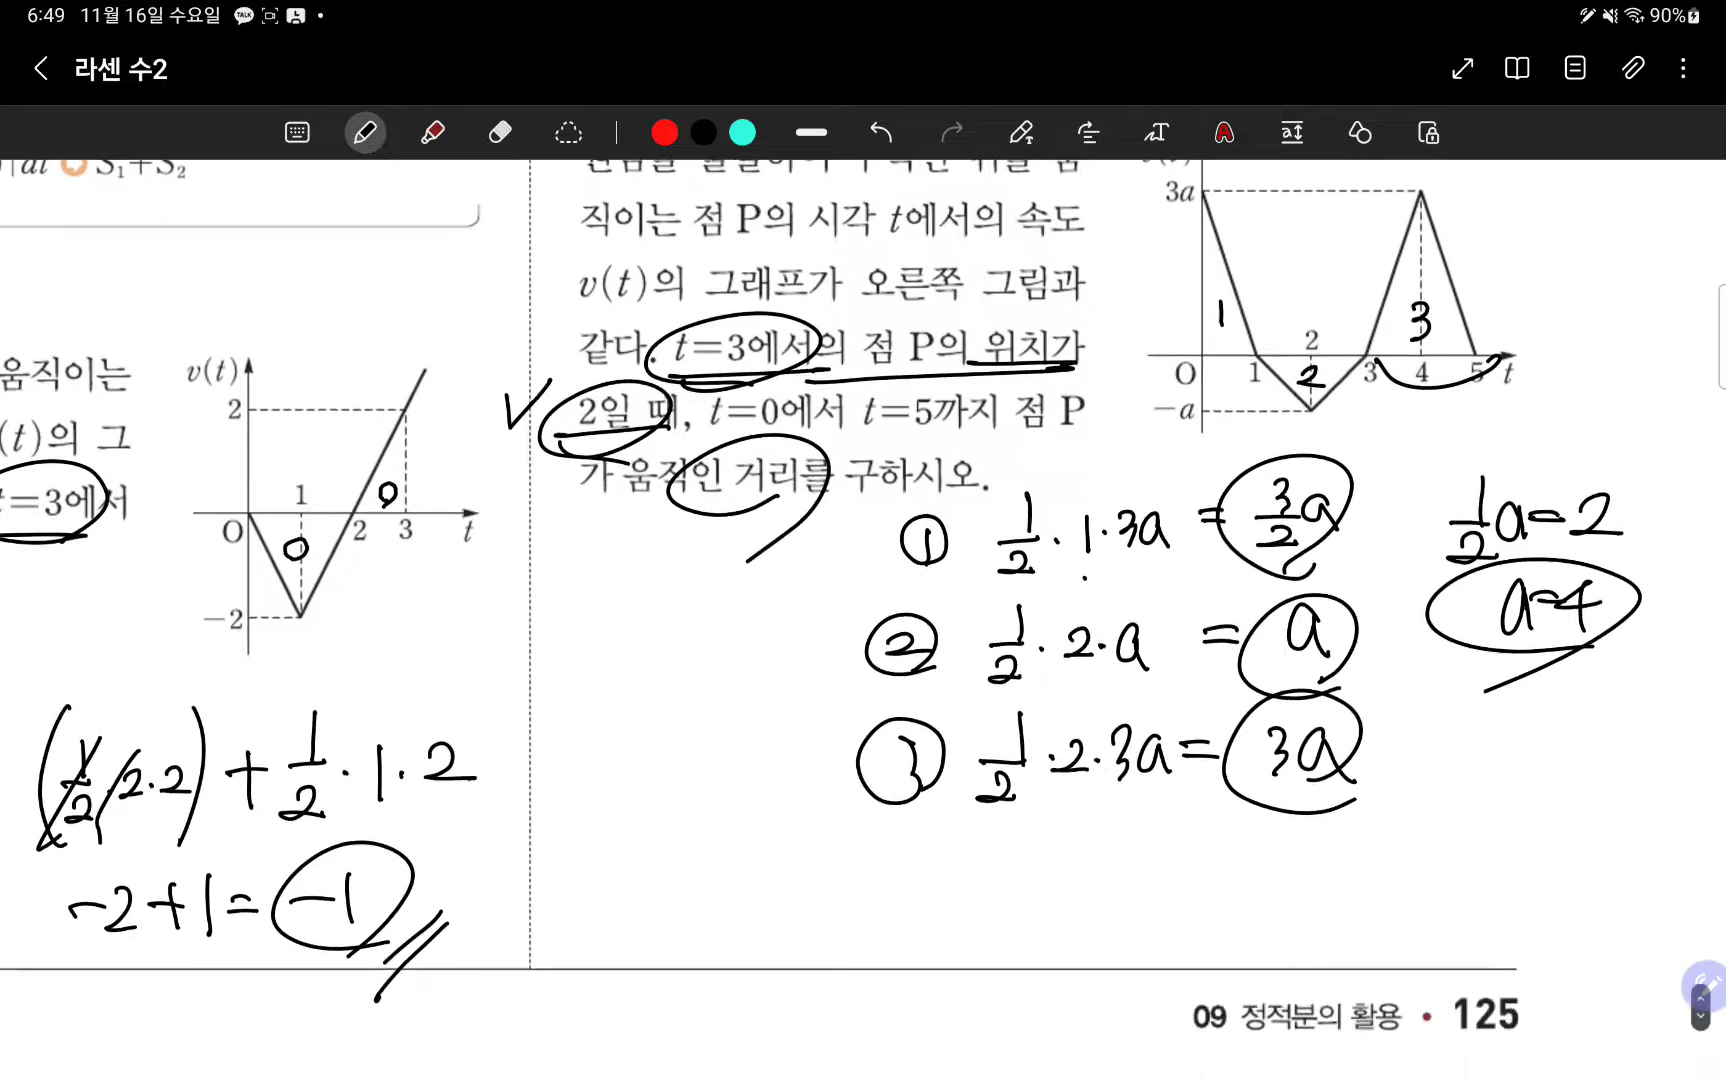 6:49 11월 16일 수요일 TALK 90%
라센 수2
S₁+S₂
움직이는
(t)의 그
t=3에서
v(t)
2
1
O
2 3 t
-2
0
0
(1/2·2·2)+1/2·1·2
-2+1=-1
직이는 점 P의 시각 t에서의 속도
v(t)의 그래프가 오른쪽 그림과
같다. t=3에서의 점 P의 위치가
2일 때, t=0에서 t=5까지 점 P
가 움직인 거리를 구하시오.
3a
2
O 1 3 4 5 t
-a
1
2
3
① 1/2·1·3a = 3/2a
② 1/2·2·a = a
③ 1/2·2·3a = 3a
1/2a=2
a=4
09 정적분의 활용 • 125